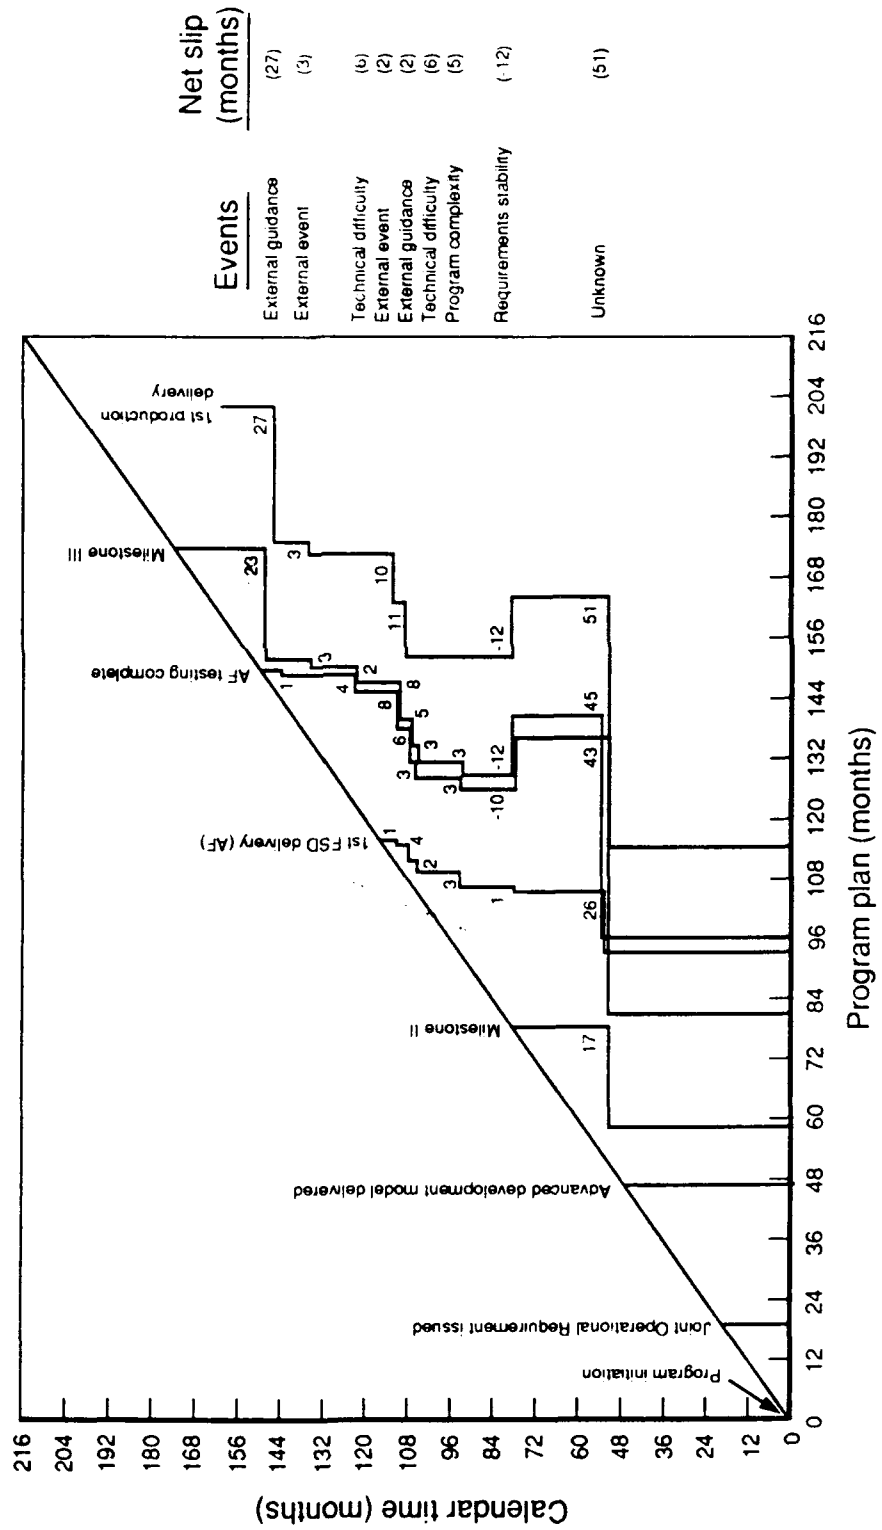 Events
Net slip
(months)
External guidance (27)
External event (3)
Technical difficulty (6)
External event (2)
External guidance (2)
Technical difficulty (6)
Program complexity (5)
Requirements stability (-12)
Unknown (51)
Calendar time (months)
216
204
192
180
168
156
144
132
120
108
96
84
72
60
48
36
24
12
0
Program initiation
Joint Operational Requirement issued
Advanced development model delivered
Milestone II
17
1st FSD delivery (AF)
1
4
2
3
1
26
AF testing complete
1
4
8
6
3
3
-10
43
Milestone III
23
3
2
8
5
3
3
-12
45
1st production
delivery
27
3
10
11
-12
51
0
12
24
36
48
60
72
84
96
108
120
132
144
156
168
180
192
204
216
Program plan (months)